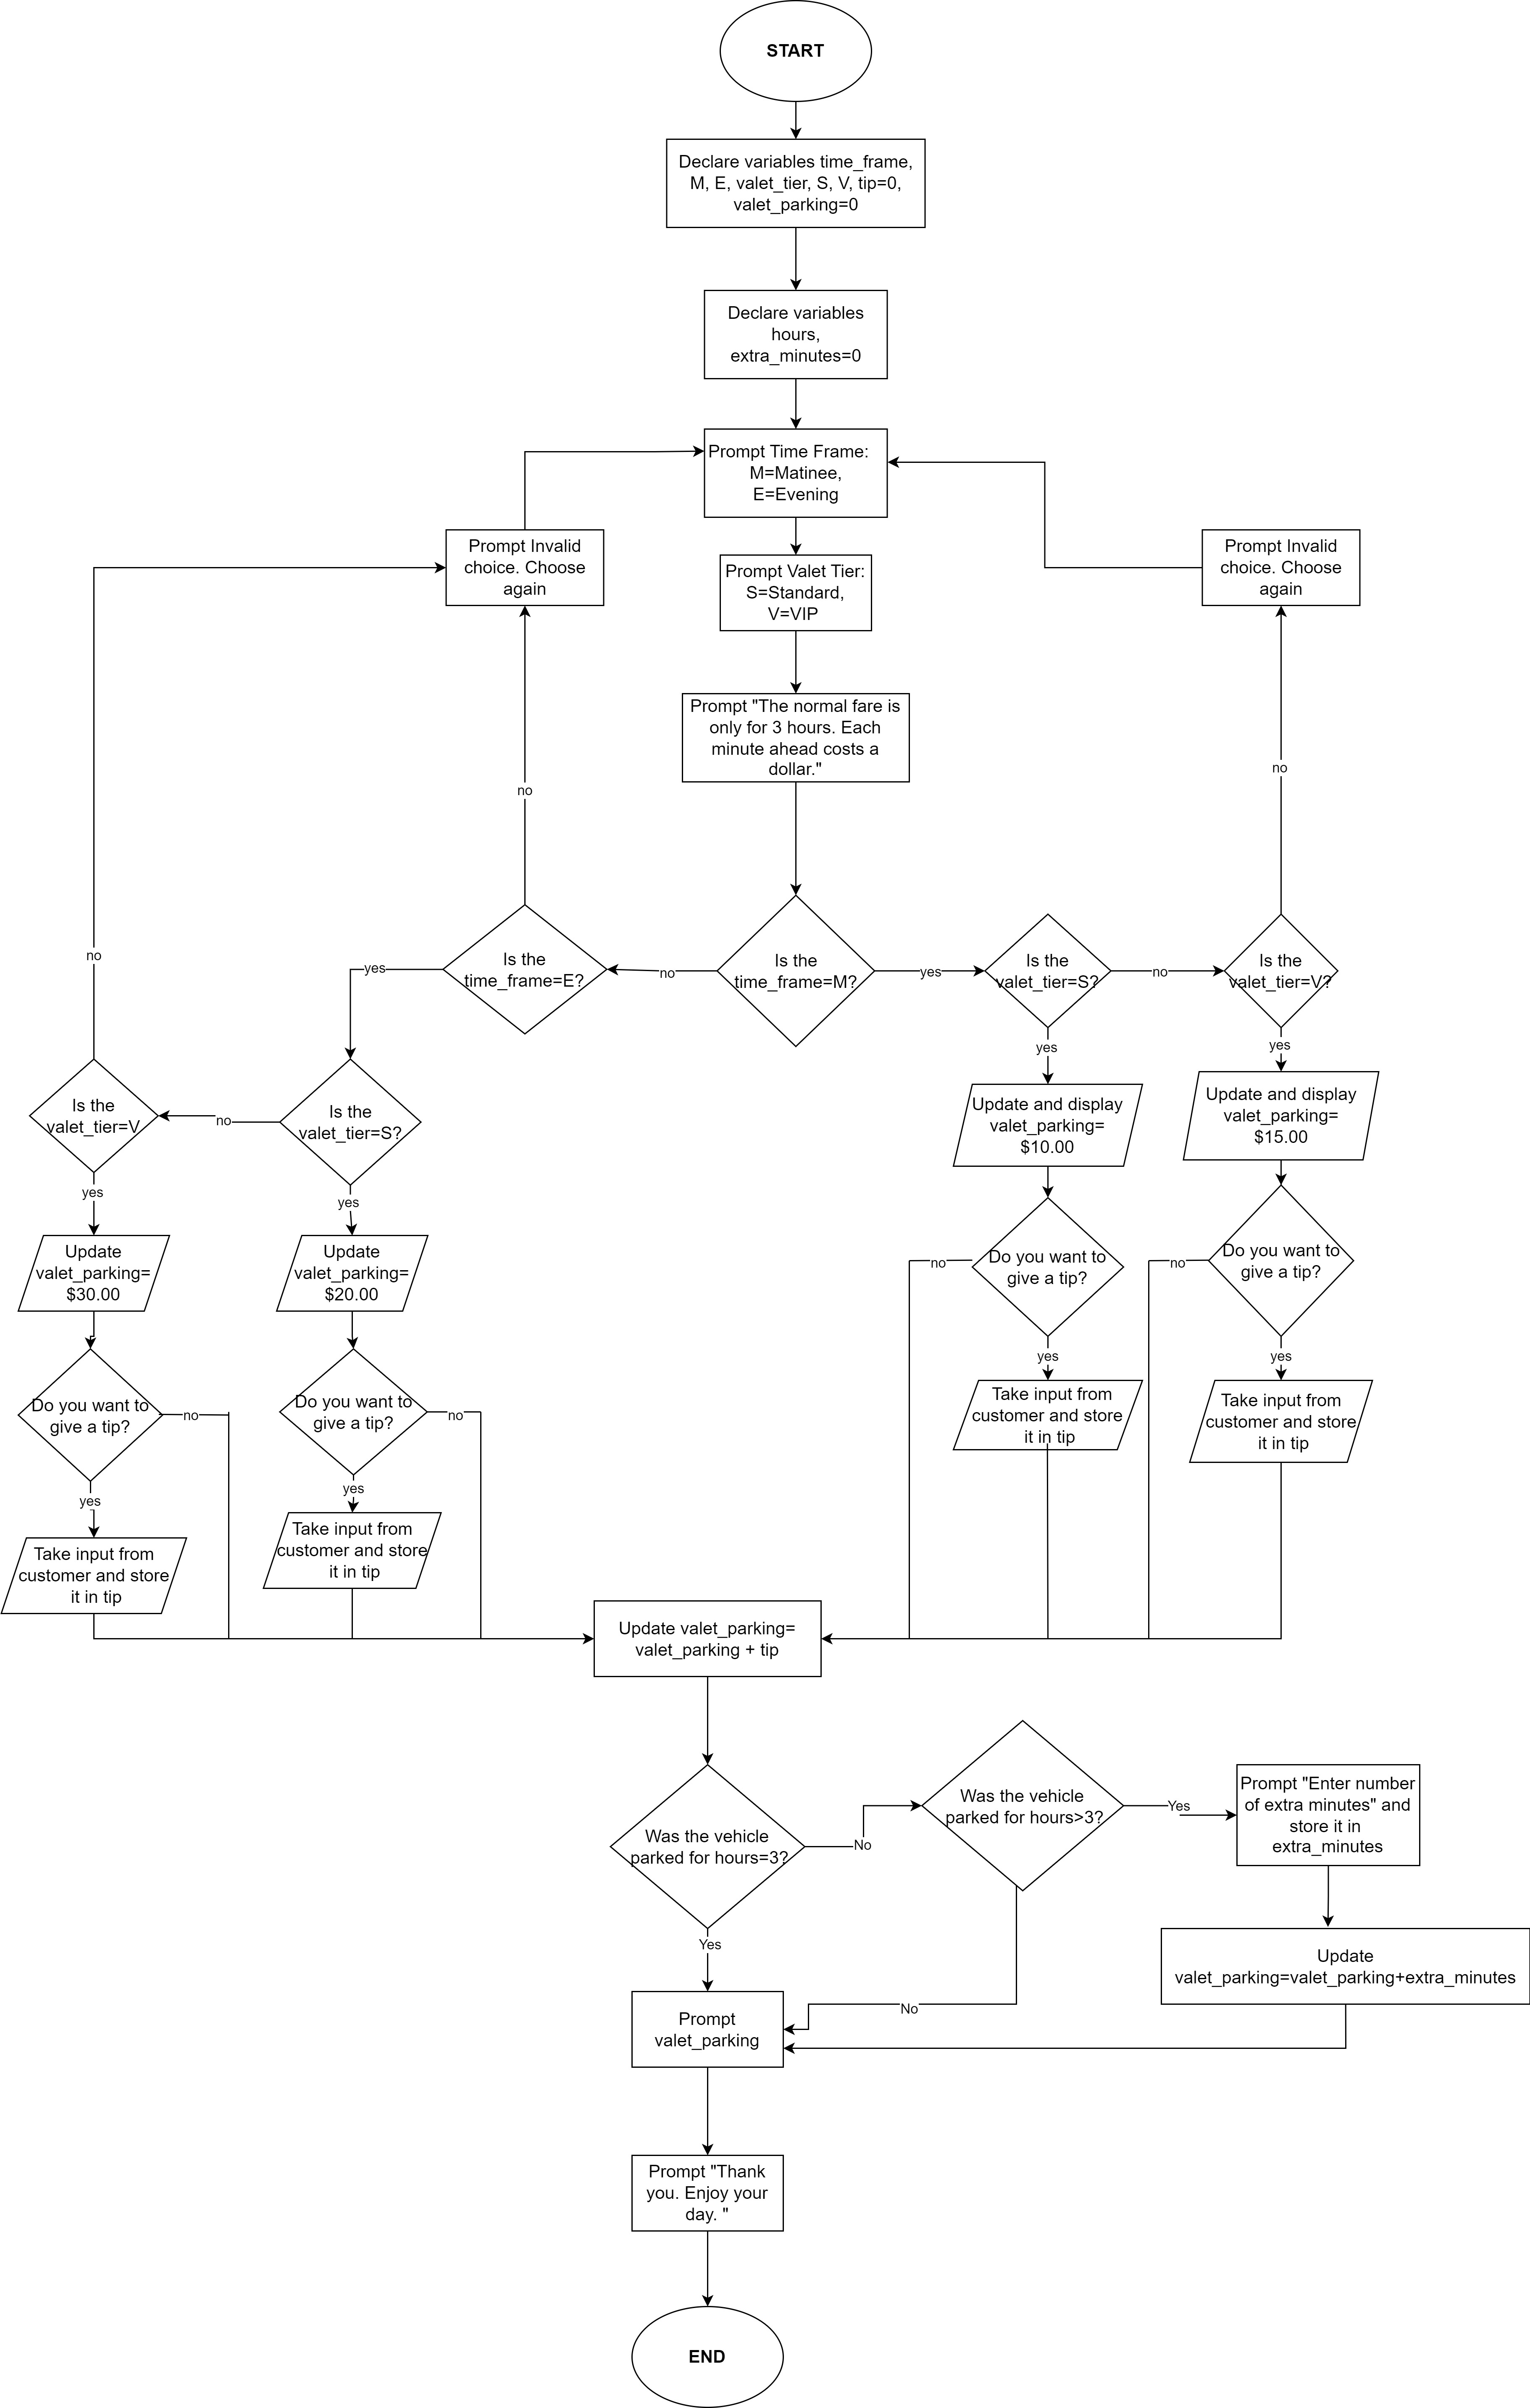 START
Declare variables time_frame,
M, E, valet_tier, S, V, tip=0,
valet_parking=0
Declare variables
hours,
extra_minutes=0
Prompt Time Frame:
M=Matinee,
E=Evening
Prompt Invalid
choice. Choose
again
Prompt Valet Tier:
S=Standard,
V=VIP
Prompt Invalid
choice. Choose
again
Prompt "The normal fare is
only for 3 hours. Each
minute ahead costs a
dollar."
no
no
no
Is the
time_frame=E?
yes
no
Is the
time_frame=M?
yes
Is the
valet_tier=S?
no
Is the
valet_tier=V?
yes
yes
Is the
valet_tier=V
no
Is the
valet_tier=S?
Update and display
valet_parking=
$10.00
Update and display
valet_parking=
$15.00
yes
yes
Update
valet_parking=
$30.00
Update
valet_parking=
$20.00
no
Do you want to
give a tip?
no
Do you want to
give a tip?
yes
yes
Do you want to
give a tip?
no
Do you want to
give a tip?
no
Take input from
customer and store
it in tip
Take input from
customer and store
it in tip
yes
yes
Take input from
customer and store
it in tip
Take input from
customer and store
it in tip
Update valet_parking=
valet_parking + tip
Was the vehicle
parked for hours=3?
No
Was the vehicle
parked for hours>3?
Yes
Prompt "Enter number
of extra minutes" and
store it in
extra_minutes
Yes
Update
valet_parking=valet_parking+extra_minutes
No
Prompt
valet_parking
Prompt "Thank
you. Enjoy your
day. "
END